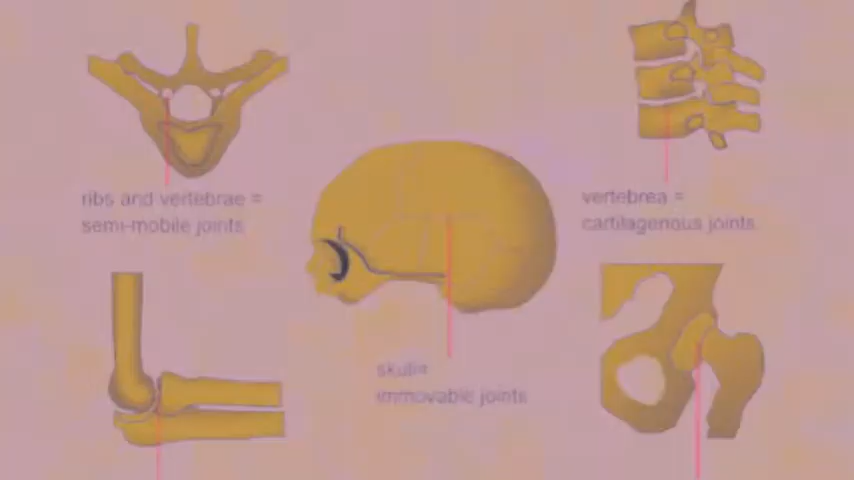 ribs and vertebrae =
semi-mobile joints
vertebrea =
cartilagenous joints
skull=
immovable joints